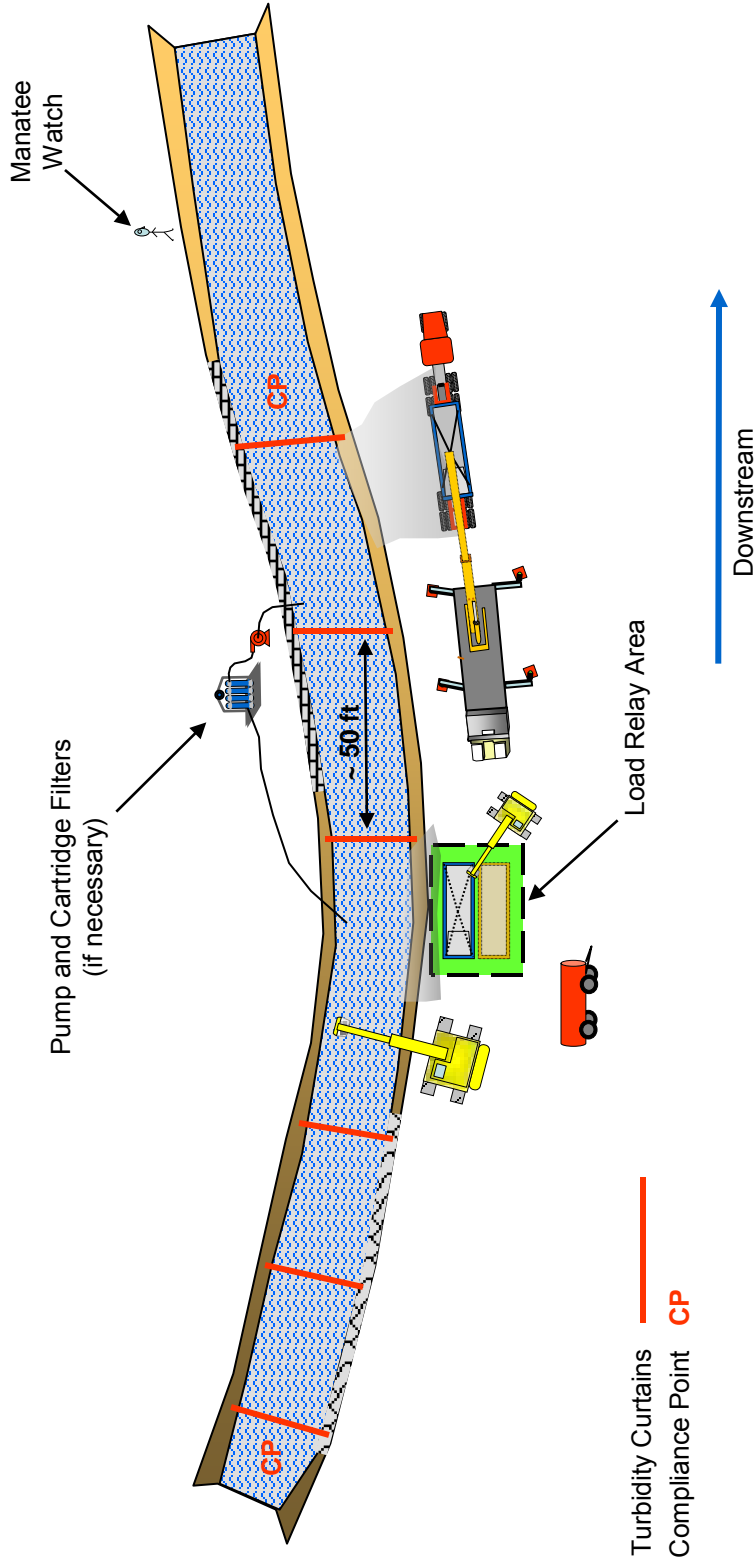 Manatee
Watch
Pump and Cartridge Filters
(if necessary)
CP
~ 50 ft
CP
Load Relay Area
Turbidity Curtains
Compliance Point CP
Downstream